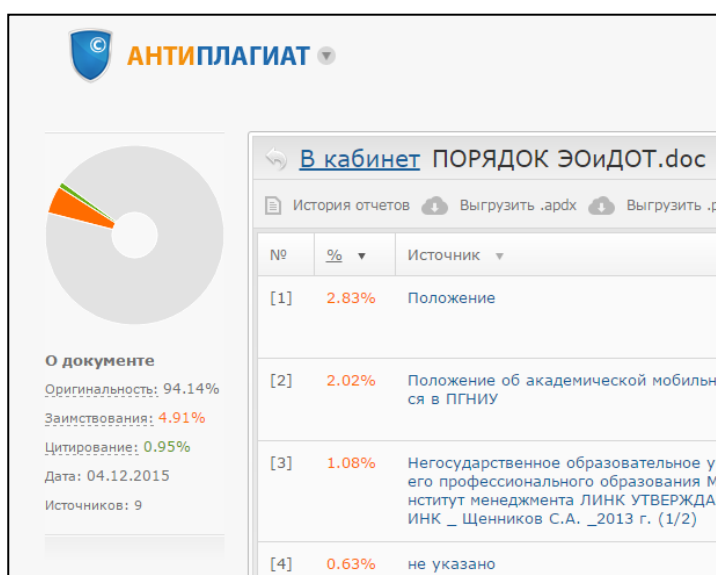 ©
АНТИПЛАГИАТ
В кабинет ПОРЯДОК ЭОиДОТ.doc
История отчетов Выгрузить .apdx Выгрузить
№ % Источник
[1] 2.83% Положение
[2] 2.02% Положение об академической
ся в ПГНИУ
[3] 1.08% Негосударственное образовательное
его профессионального образования
нститут менеджмента ЛИНК
ИНК _ Щенников С.А. _2013 г. (1/2)
[4] 0.63% не указано
О документе
Оригинальность: 94.14%
Заимствования: 4.91%
Цитирование: 0.95%
Дата: 04.12.2015
Источников: 9